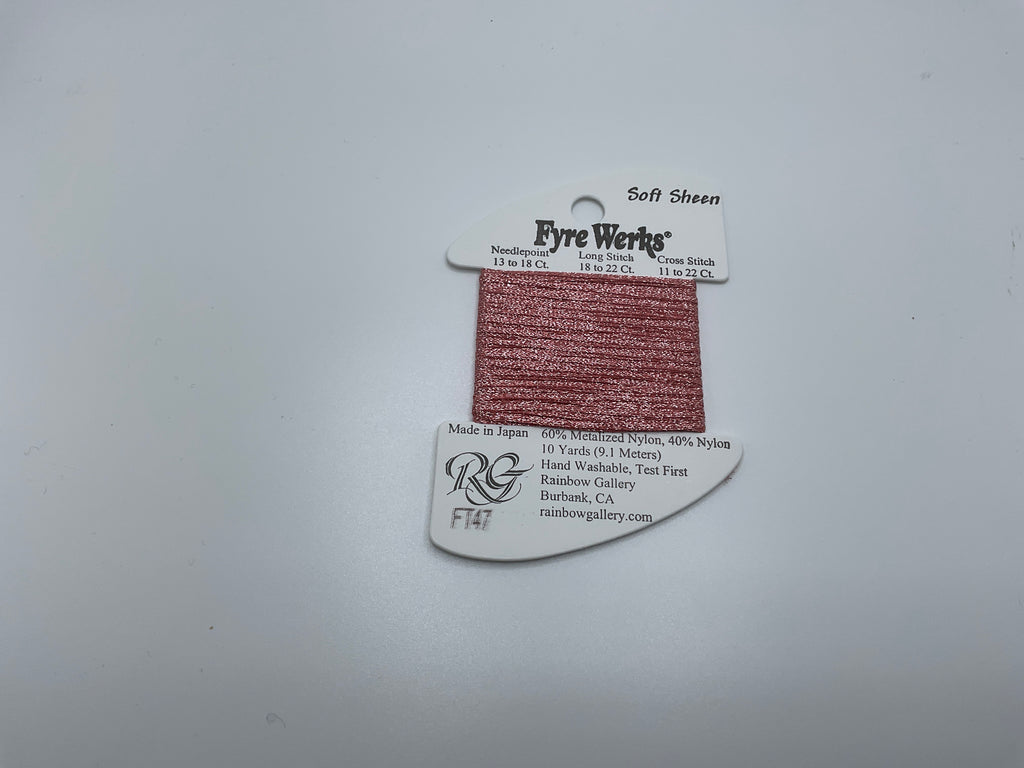 Soft Sheen
Fyre Werks®
Needlepoint
13 to 18 Ct.
Long Stitch
18 to 22 Ct.
Cross Stitch
11 to 22 Ct.
Made in Japan
RG
FT47
60% Metalized Nylon, 40% Nylon
10 Yards (9.1 Meters)
Hand Washable, Test First
Rainbow Gallery
Burbank, CA
rainbowgallery.com